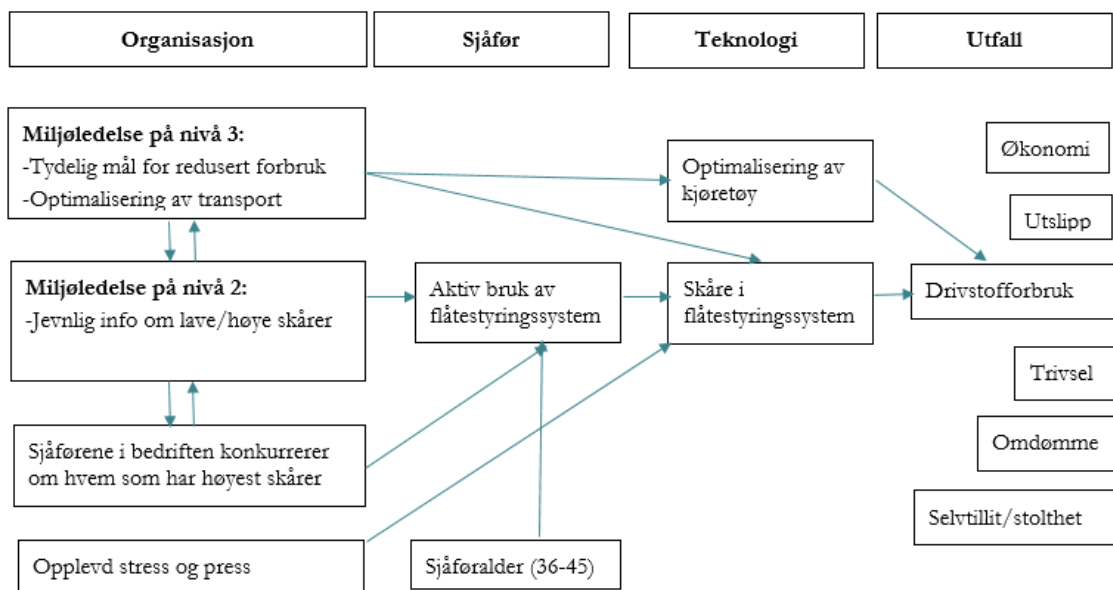 Organisasjon
Sjåfør
Teknologi
Utfall
Miljøledelse på nivå 3:
-Tydelig mål for redusert forbruk
-Optimalisering av transport
Optimalisering av
kjøretøy
Økonomi
Utslipp
Miljøledelse på nivå 2:
-Jevnlig info om lave/høye skårer
Aktiv bruk av
flåtestyringssystem
Skåre i
flåtestyringssystem
Drivstofforbruk
Trivsel
Sjåførene i bedriften konkurrerer
om hvem som har høyest skårer
Omdømme
Selvtillit/stolthet
Opplevd stress og press
Sjåføralder (36-45)